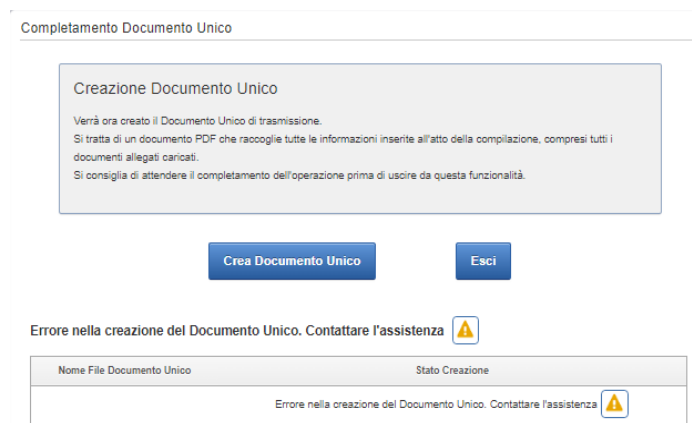 Completamento Documento Unico
Creazione Documento Unico
Verrà ora creato il Documento Unico di trasmissione.
Si tratta di un documento PDF che raccoglie tutte le informazioni inserite all'atto della compilazione, compresi tutti i
documenti allegati caricati.
Si consiglia di attendere il completamento dell'operazione prima di uscire da questa funzionalità.
Crea Documento Unico
Esci
Errore nella creazione del Documento Unico. Contattare l'assistenza
Nome File Documento Unico
Stato Creazione
Errore nella creazione del Documento Unico. Contattare l'assistenza